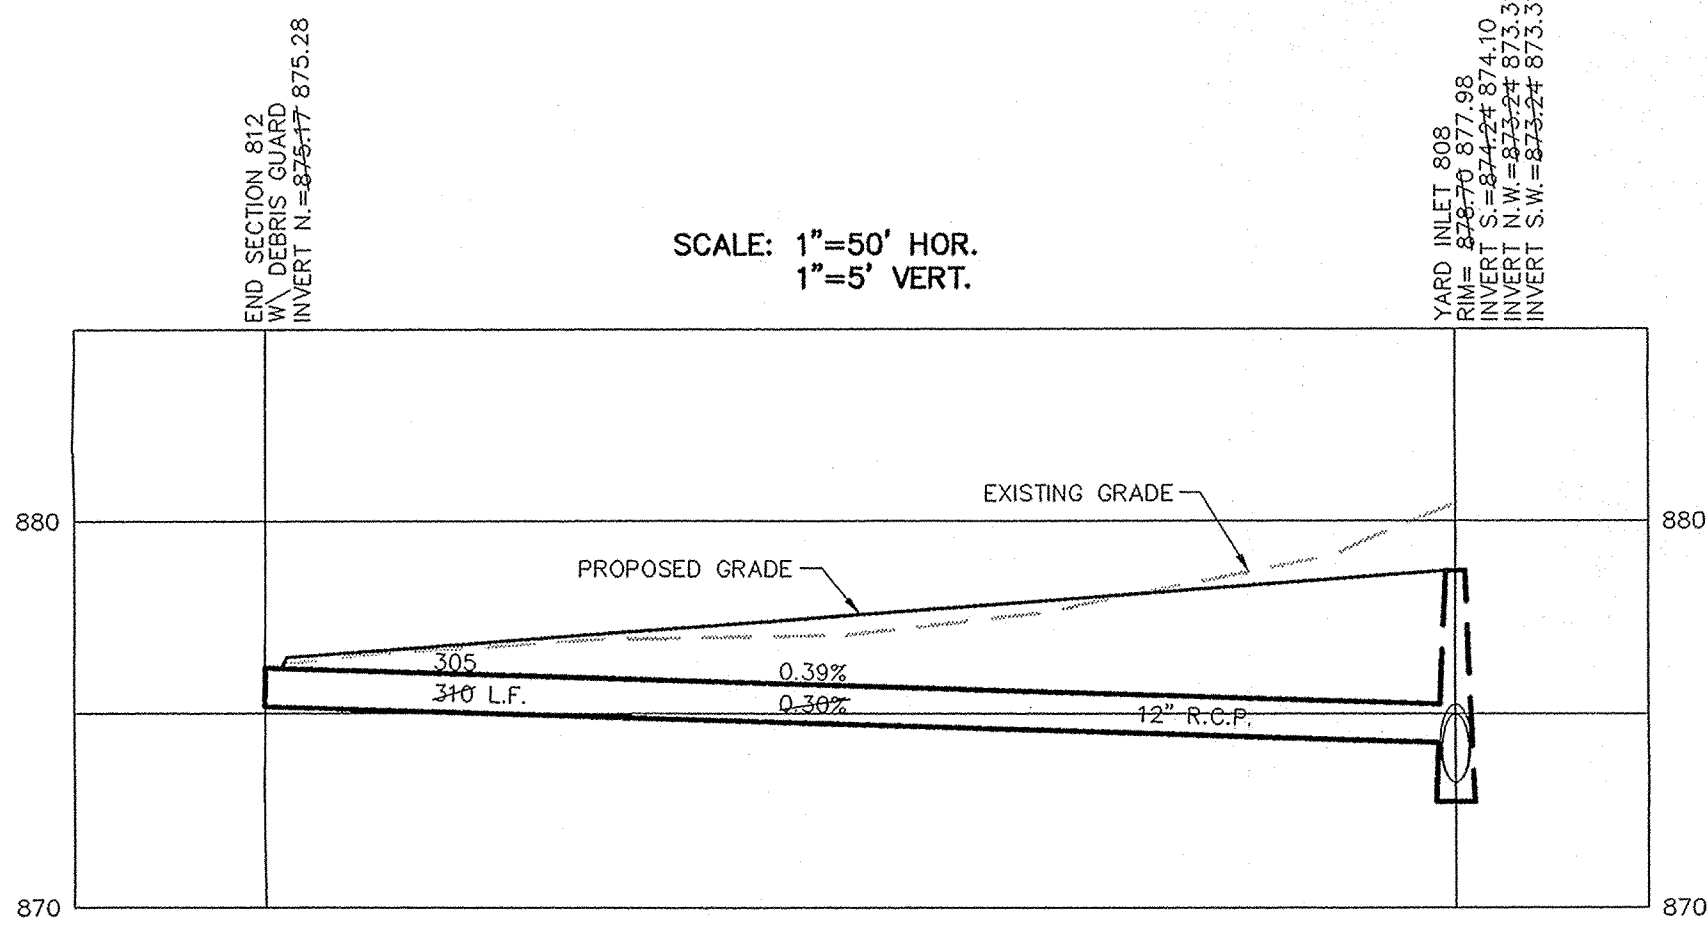 END SECTION 812
W\ DEBRIS GUARD
INVERT N.=875.17 875.28
YARD INLET 808
RIM= 878.70 877.98
INVERT S.=874.24 874.10
INVERT N.W.=873.24 873.3
INVERT S.W.=873.24 873.3
SCALE: 1"=50' HOR.
1"=5' VERT.
EXISTING GRADE
880
880
PROPOSED GRADE
305
0.39%
310 L.F.
0.30%
12" R.C.P.
870
870